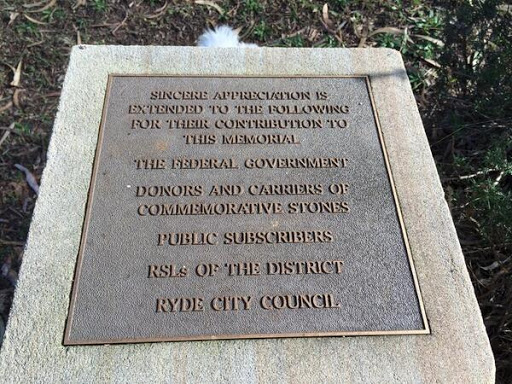 SINCERE APPRECIATION IS
EXTENDED TO THE FOLLOWING
FOR THEIR CONTRIBUTION TO
THIS MEMORIAL
THE FEDERAL GOVERNMENT
DONORS AND CARRIERS OF
COMMEMORATIVE STONES
PUBLIC SUBSCRIBERS
RSLs OF THE DISTRICT
RYDE CITY COUNCIL